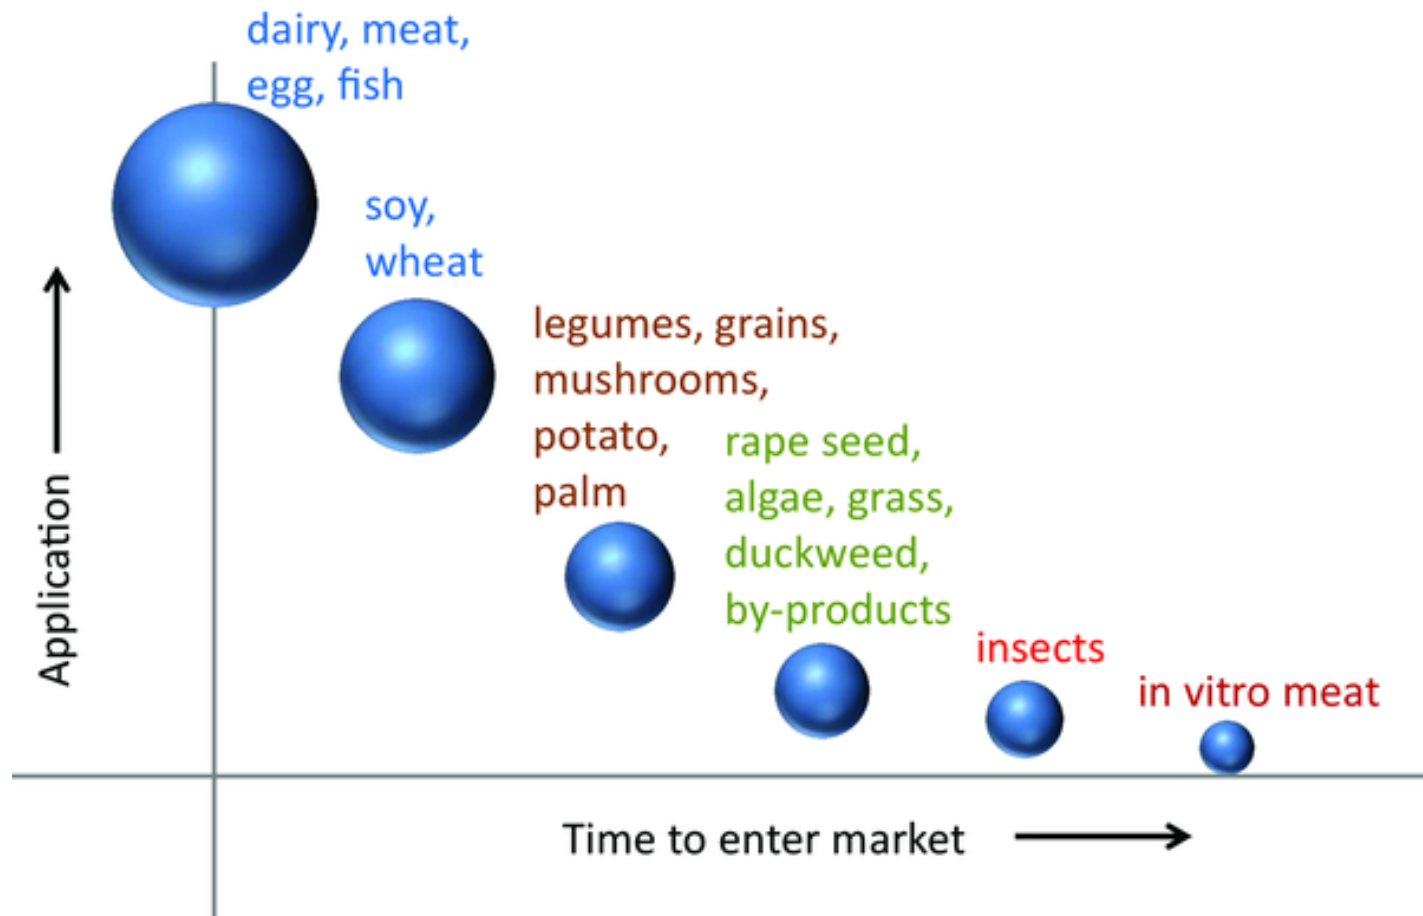 dairy, meat,
egg, fish
soy,
wheat
legumes, grains,
mushrooms,
potato,
palm
rape seed,
algae, grass,
duckweed,
by-products
insects
in vitro meat
Application
Time to enter market